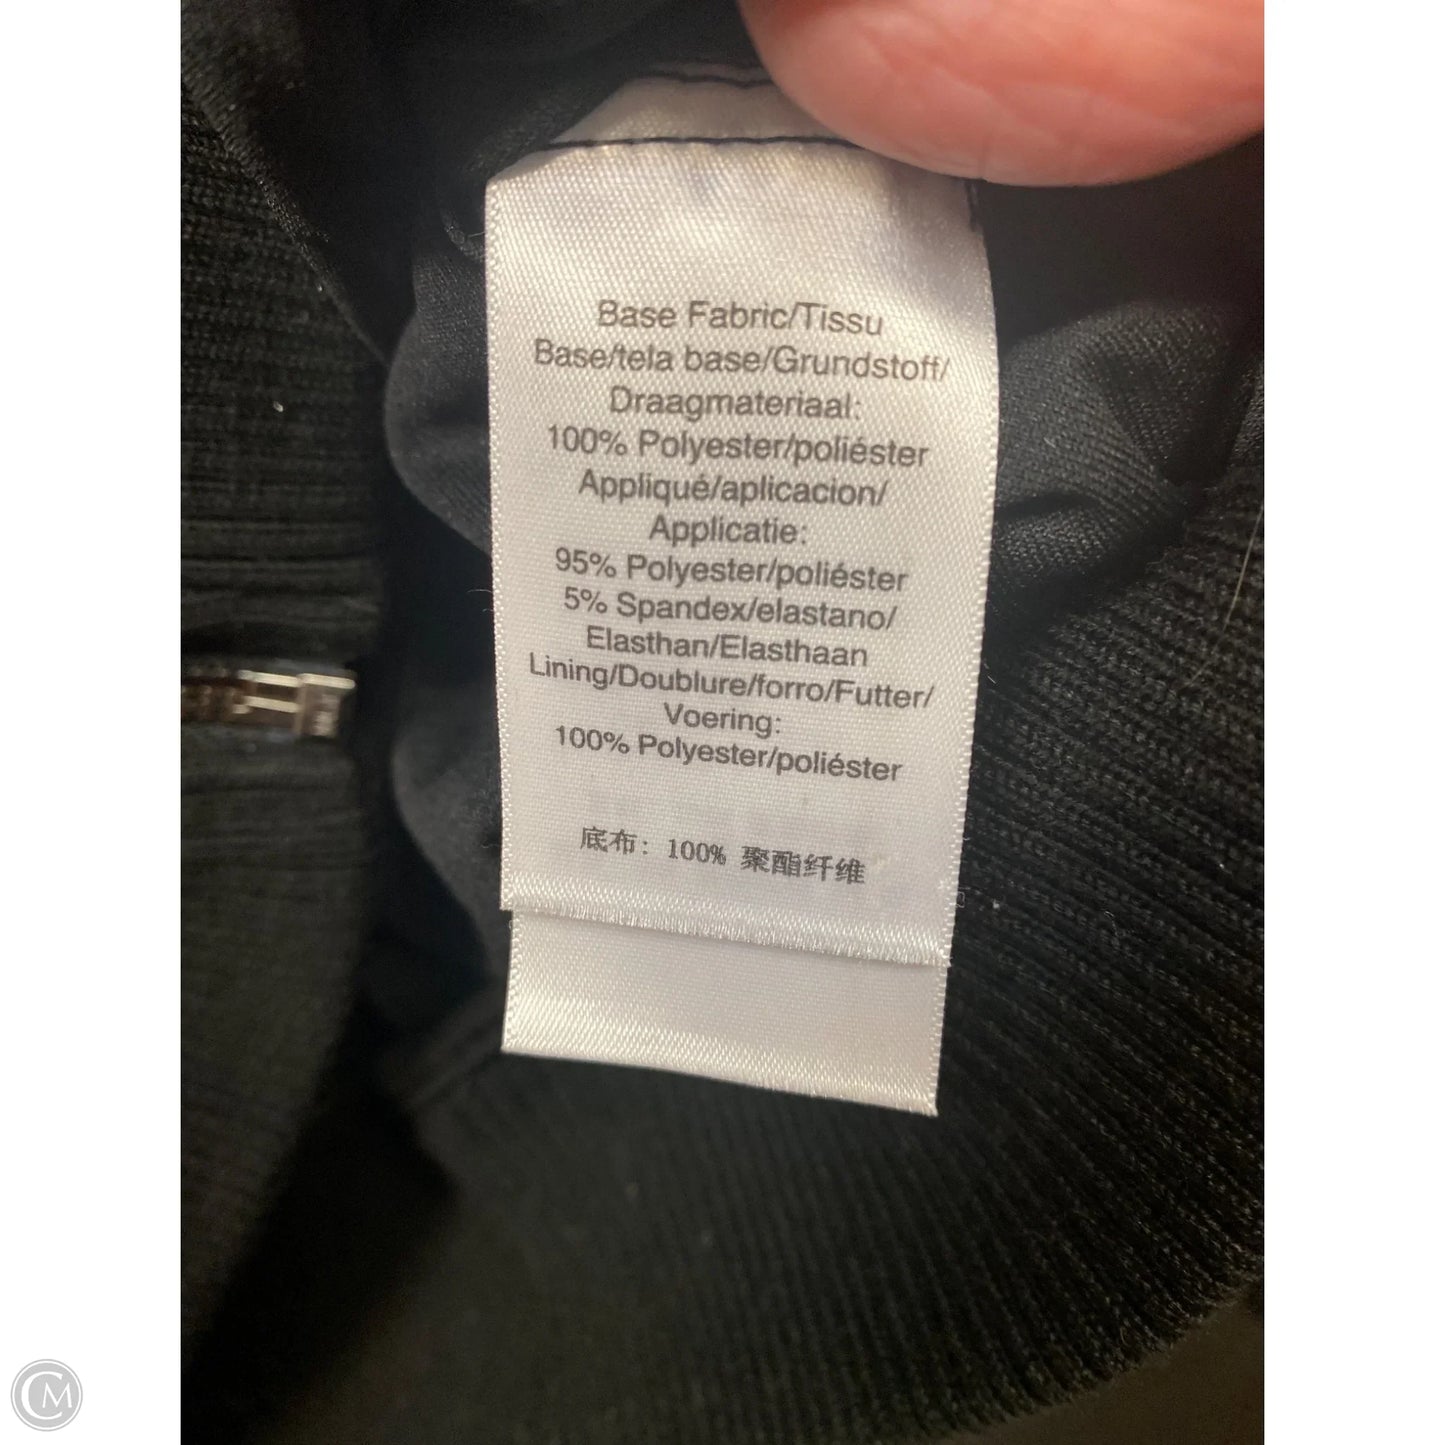 Base Fabric/Tissu
Base/tela base/Grundstoff/
Draagmateriaal:
100% Polyester/poliéster
Appliqué/aplicacion/
Applicatie:
95% Polyester/poliéster
5% Spandex/elastano/
Elasthan/Elasthaan
Lining/Doublure/forro/Futter/
Voering:
100% Polyester/poliéster
底布: 100% 聚酯纤维
CM